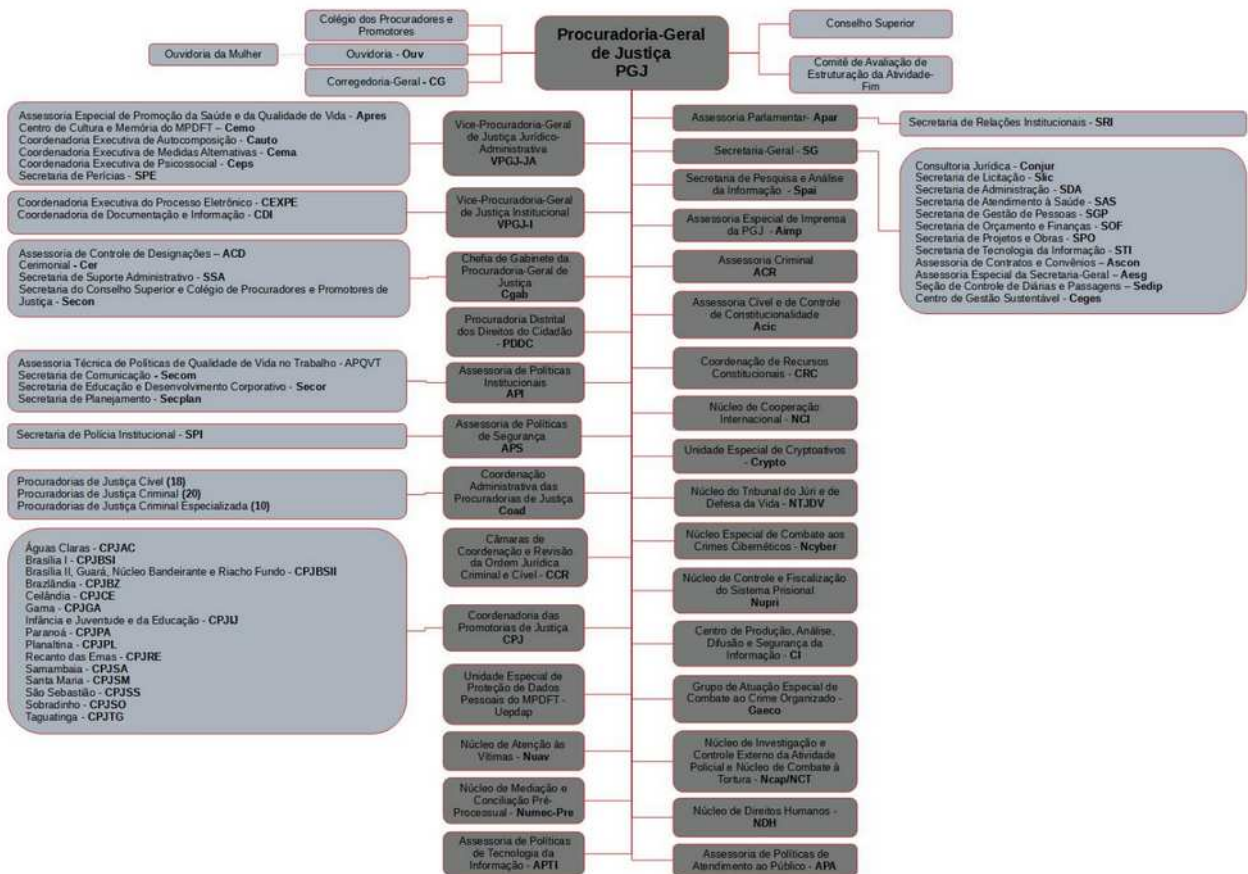 Colégio dos Procuradores e
Promotores
Ouvidoria da Mulher
Ouvidoria - Ouv
Corregedoria-Geral - CG
Procuradoria-Geral
de Justiça
PGJ
Conselho Superior
Comitê de Avaliação de
Estruturação da Atividade-
Fim
Assessoria Especial de Promoção da Saúde e da Qualidade de Vida - Apres
Centro de Cultura e Memória do MPDFT – Cemo
Coordenadoria Executiva de Autocomposição - Cauto
Coordenadoria Executiva de Medidas Alternativas - Cema
Coordenadoria Executiva de Psicossocial - Ceps
Secretaria de Perícias - SPE
Vice-Procuradoria-Geral
de Justiça Jurídico-
Administrativa
VPGJ-JA
Coordenadoria Executiva do Processo Eletrônico - CEXPE
Coordenadoria de Documentação e Informação - CDI
Vice-Procuradoria-Geral
de Justiça Institucional
VPGJ-I
Assessoria de Controle de Designações – ACD
Cerimonial - Cer
Secretaria de Suporte Administrativo - SSA
Secretaria do Conselho Superior e Colégio de Procuradores e Promotores de
Justiça - Secon
Chefia de Gabinete da
Procuradoria-Geral de
Justiça
Cgab
Procuradoria Distrital
dos Direitos do Cidadão
- PDDC
Assessoria Técnica de Políticas de Qualidade de Vida no Trabalho - APQVT
Secretaria de Comunicação - Secom
Secretaria de Educação e Desenvolvimento Corporativo - Secor
Secretaria de Planejamento - Secplan
Assessoria de Políticas
Institucionais
API
Secretaria de Polícia Institucional - SPI
Assessoria de Políticas
de Segurança
APS
Procuradorias de Justiça Cível (18)
Procuradorias de Justiça Criminal (20)
Procuradorias de Justiça Criminal Especializada (10)
Coordenação
Administrativa das
Procuradorias de Justiça
Coad
Câmaras de
Coordenação e Revisão
da Ordem Jurídica
Criminal e Cível - CCR
Águas Claras - CPJAC
Brasília I - CPJBSI
Brasília II, Guará, Núcleo Bandeirante e Riacho Fundo - CPJBSII
Brazlândia - CPJBZ
Ceilândia - CPJCE
Gama - CPJGA
Infância e Juventude e da Educação - CPJIJ
Paranoá - CPJPA
Planaltina - CPJPL
Recanto das Emas - CPJRE
Samambaia - CPJSA
Santa Maria - CPJSM
São Sebastião - CPJSS
Sobradinho - CPJSO
Taguatinga - CPJTG
Coordenadoria das
Promotorias de Justiça
CPJ
Unidade Especial de
Proteção de Dados
Pessoais do MPDFT -
Uepdap
Núcleo de Atenção às
Vítimas - Nuav
Núcleo de Mediação e
Conciliação Pré-
Processual - Numec-Pre
Assessoria de Políticas
de Tecnologia da
Informação - APTI
Assessoria Parlamentar- Apar
Secretaria de Relações Institucionais - SRI
Secretaria-Geral - SG
Consultoria Jurídica - Conjur
Secretaria de Licitação - Slic
Secretaria de Administração - SDA
Secretaria de Atendimento à Saúde - SAS
Secretaria de Gestão de Pessoas - SGP
Secretaria de Orçamento e Finanças - SOF
Secretaria de Projetos e Obras - SPO
Secretaria de Tecnologia da Informação - STI
Assessoria de Contratos e Convênios – Ascon
Assessoria Especial da Secretaria-Geral – Aesg
Seção de Controle de Diárias e Passagens – Sedip
Centro de Gestão Sustentável - Ceges
Secretaria de Pesquisa e Análise
da Informação - Spai
Assessoria Especial de Imprensa
da PGJ - Aimp
Assessoria Criminal
ACR
Assessoria Cível e de Controle
de Constitucionalidade
Acic
Coordenação de Recursos
Constitucionais - CRC
Núcleo de Cooperação
Internacional - NCI
Unidade Especial de Cryptoativos
- Crypto
Núcleo do Tribunal do Júri e de
Defesa da Vida - NTJDV
Núcleo Especial de Combate aos
Crimes Cibernéticos - Ncyber
Núcleo de Controle e Fiscalização
do Sistema Prisional
Nupri
Centro de Produção, Análise,
Difusão e Segurança da
Informação - CI
Grupo de Atuação Especial de
Combate ao Crime Organizado -
Gaeco
Núcleo de Investigação e
Controle Externo da Atividade
Policial e Núcleo de Combate à
Tortura - Ncap/NCT
Núcleo de Direitos Humanos -
NDH
Assessoria de Políticas de
Atendimento ao Público - APA